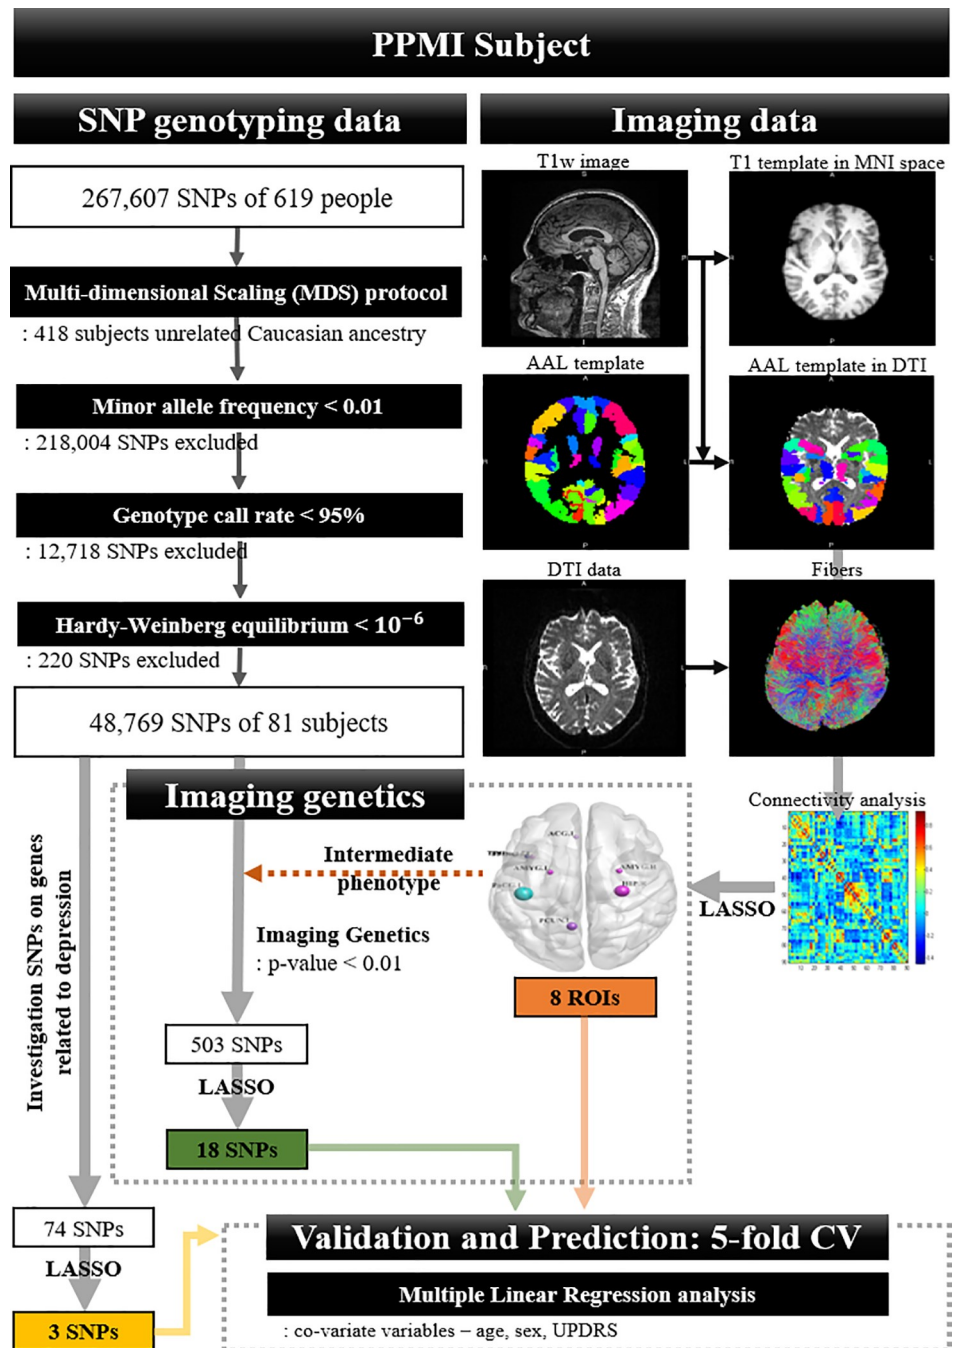 PPMI Subject
SNP genotyping data
267,607 SNPs of 619 people
Multi-dimensional Scaling (MDS) protocol
: 418 subjects unrelated Caucasian ancestry
Minor allele frequency < 0.01
: 218,004 SNPs excluded
Genotype call rate < 95%
: 12,718 SNPs excluded
Hardy-Weinberg equilibrium < 10⁻⁶
: 220 SNPs excluded
48,769 SNPs of 81 subjects
Imaging data
T1w image
T1 template in MNI space
AAL template
AAL template in DTI
DTI data
Fibers
Connectivity analysis
LASSO
Imaging genetics
Intermediate
phenotype
ACG.L
AMYG.L
AMYG.R
HIP.R
8 ROIs
Imaging Genetics
: p-value < 0.01
503 SNPs
LASSO
18 SNPs
Investigation SNPs on genes
related to depression
74 SNPs
LASSO
3 SNPs
Validation and Prediction: 5-fold CV
Multiple Linear Regression analysis
: co-variate variables – age, sex, UPDRS